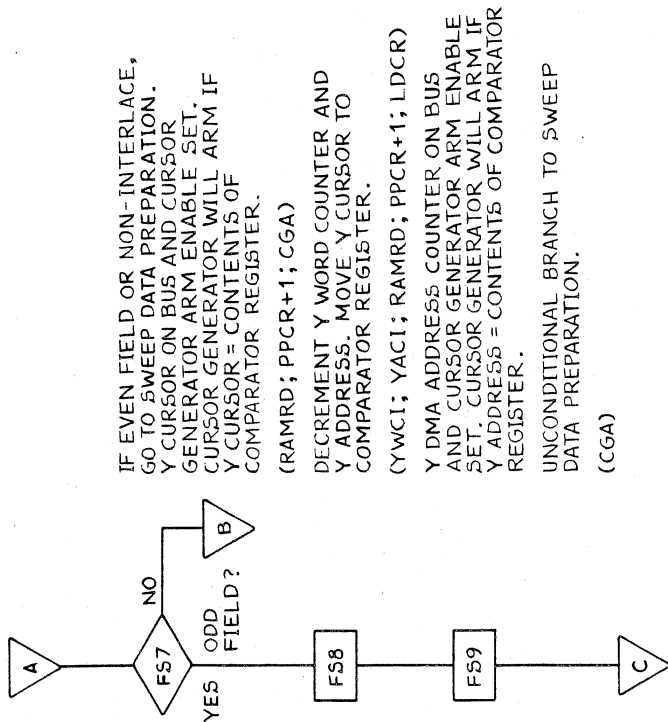 A
FS7
NO
B
YES
ODD
FIELD?
FS8
FS9
C
IF EVEN FIELD OR NON-INTERLACE,
GO TO SWEEP DATA PREPARATION.
Y CURSOR ON BUS AND CURSOR
GENERATOR ARM ENABLE SET.
CURSOR GENERATOR WILL ARM IF
Y CURSOR = CONTENTS OF
COMPARATOR REGISTER.
(RAMRD; PPCR+1; CGA)
DECREMENT Y WORD COUNTER AND
Y ADDRESS. MOVE Y CURSOR TO
COMPARATOR REGISTER.
(YWCI; YACI; RAMRD; PPCR+1; LDCR)
Y DMA ADDRESS COUNTER ON BUS
AND CURSOR GENERATOR ARM ENABLE
SET. CURSOR GENERATOR WILL ARM IF
Y ADDRESS = CONTENTS OF COMPARATOR
REGISTER.
UNCONDITIONAL BRANCH TO SWEEP
DATA PREPARATION.
(CGA)